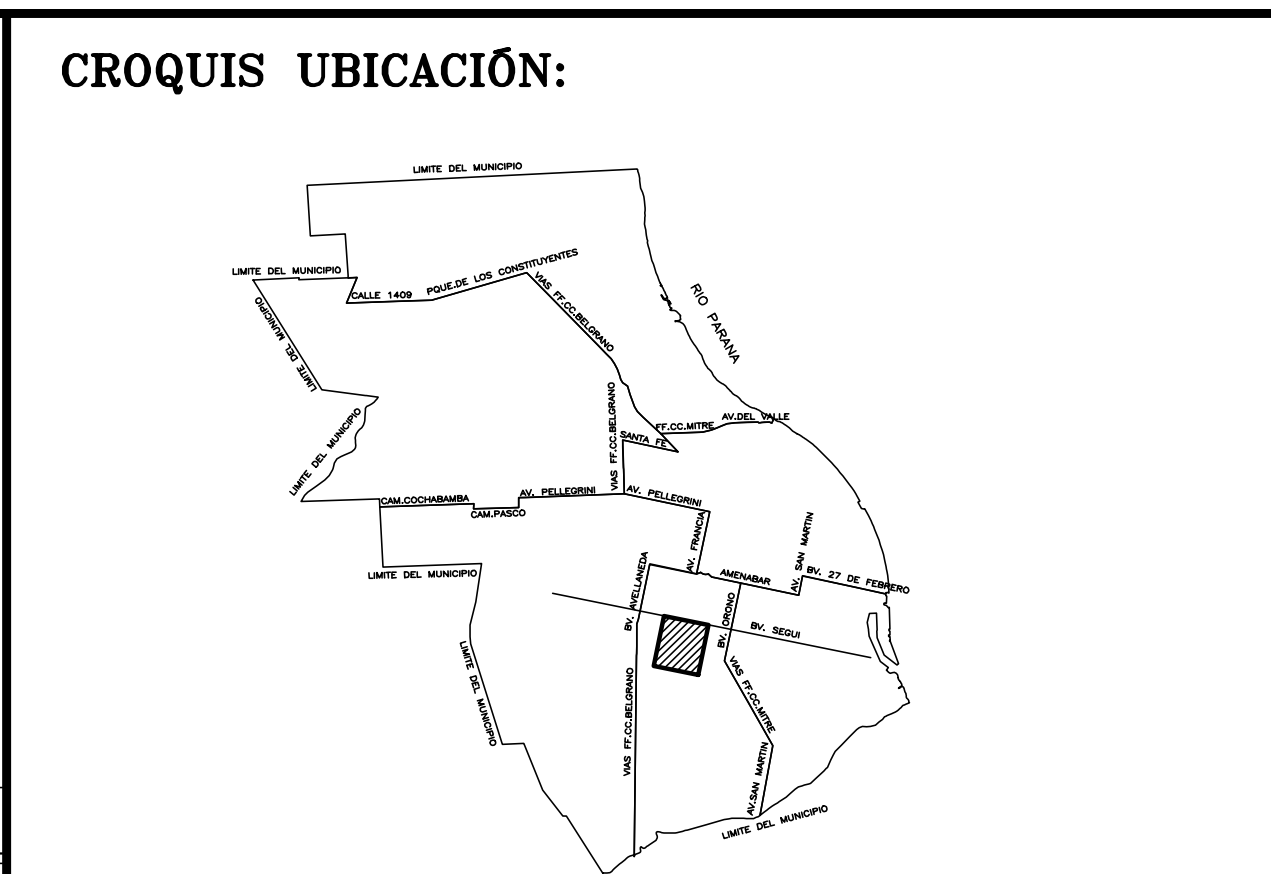 CROQUIS UBICACIÓN:
LIMITE DEL MUNICIPIO
LIMITE DEL MUNICIPIO
PQUE.DE LOS CONSTITUYENTES
CALLE 1409
LIMITE DEL MUNICIPIO
VIAS FF.CC.BELGRANO
RIO PARANA
LIMITE DEL MUNICIPIO
VIAS FF.CC.BELGRANO
AV.DEL VALLE
FF.CC.MITRE
SANTA FE
CAM.COCHABAMBA
CAM.PASCO
AV. PELLEGRINI
AV. PELLEGRINI
AV. FRANCIA
AV. SAN MARTIN
LIMITE DEL MUNICIPIO
BV. AVELLANEDA
AMENABAR
BV. 27 DE FEBRERO
BV. ORONO
BV. SEGUI
LIMITE DEL MUNICIPIO
VIAS FF.CC.BELGRANO
VIAS FF.CC.MITRE
AV.SAN MARTIN
LIMITE DEL MUNICIPIO